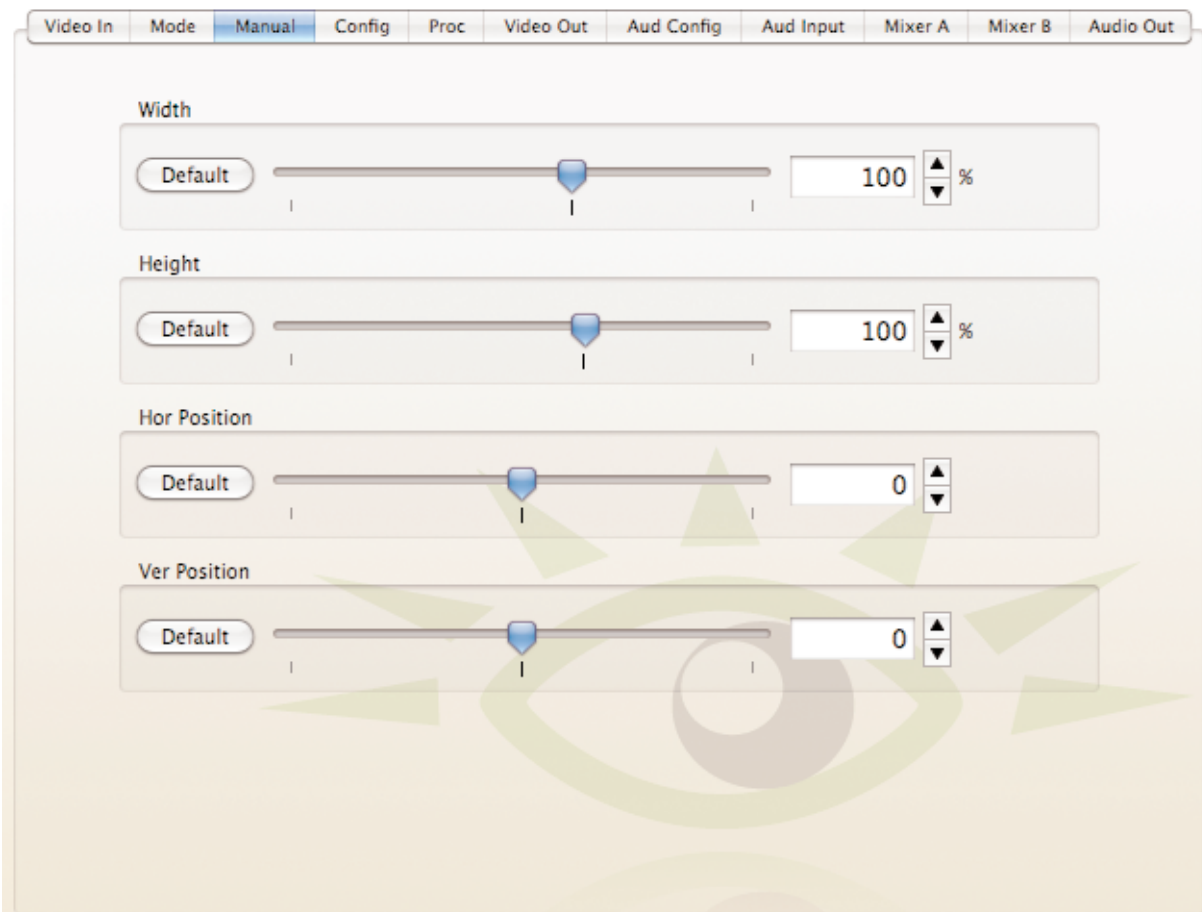 Video In Mode Manual Config Proc Video Out Aud Config Aud Input Mixer A Mixer B Audio Out
Width
Default 100 %
Height
Default 100 %
Hor Position
Default 0
Ver Position
Default 0